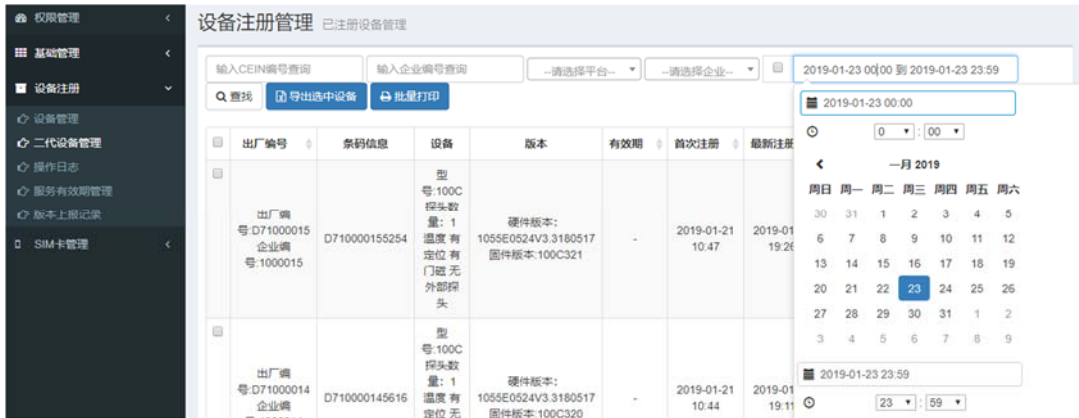 权限管理
基础管理
设备注册
设备管理
二代设备管理
操作日志
服务有效期管理
版本上报记录
SIM卡管理
设备注册管理 已注册设备管理
输入CEIN编号查询 输入企业编号查询 --请选择平台-- --请选择企业-- 2019-01-23 00:00 到 2019-01-23 23:59
查找 导出选中设备 批量打印
出厂编号 条码信息 设备 版本 有效期 首次注册 最新注册
出厂编
号:D71000015
企业编
号:1000015
D710000155254
型
号:100C
探头数
量：1
温度 有
定位 有
门磁 无
外部探
头
硬件版本：
1055E0524V3.3180517
固件版本:100C321
-
2019-01-21
10:47
2019-01
19:26
出厂编
号:D71000014
企业编
D710000145616
型
号:100C
探头数
量：1
温度 有
定位 无
硬件版本：
1055E0524V3.3180517
固件版本:100C320
-
2019-01-21
10:44
2019-01
19:11
2019-01-23 00:00
0 : 00
一月 2019
周日 周一 周二 周三 周四 周五 周六
30 31 1 2 3 4 5
6 7 8 9 10 11 12
13 14 15 16 17 18 19
20 21 22 23 24 25 26
27 28 29 30 31 1 2
3 4 5 6 7 8 9
2019-01-23 23:59
23 : 59